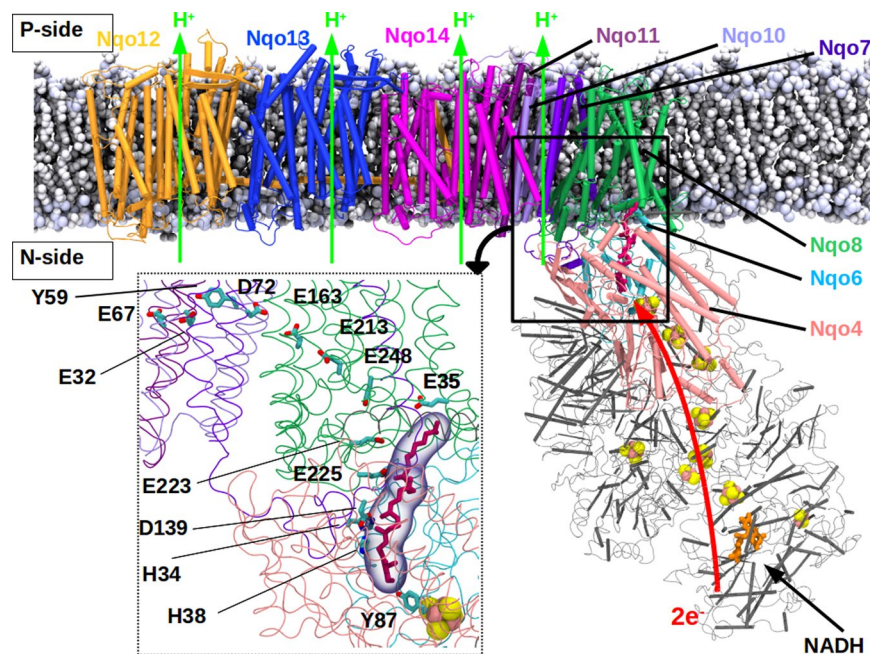 P-side
H+
H+
H+
H+
Nqo12
Nqo13
Nqo14
Nqo11
Nqo10
Nqo7
N-side
Nqo8
Nqo6
Nqo4
Y59
D72
E163
E67
E213
E248
E32
E35
E223
E225
D139
H34
H38
Y87
2e-
NADH